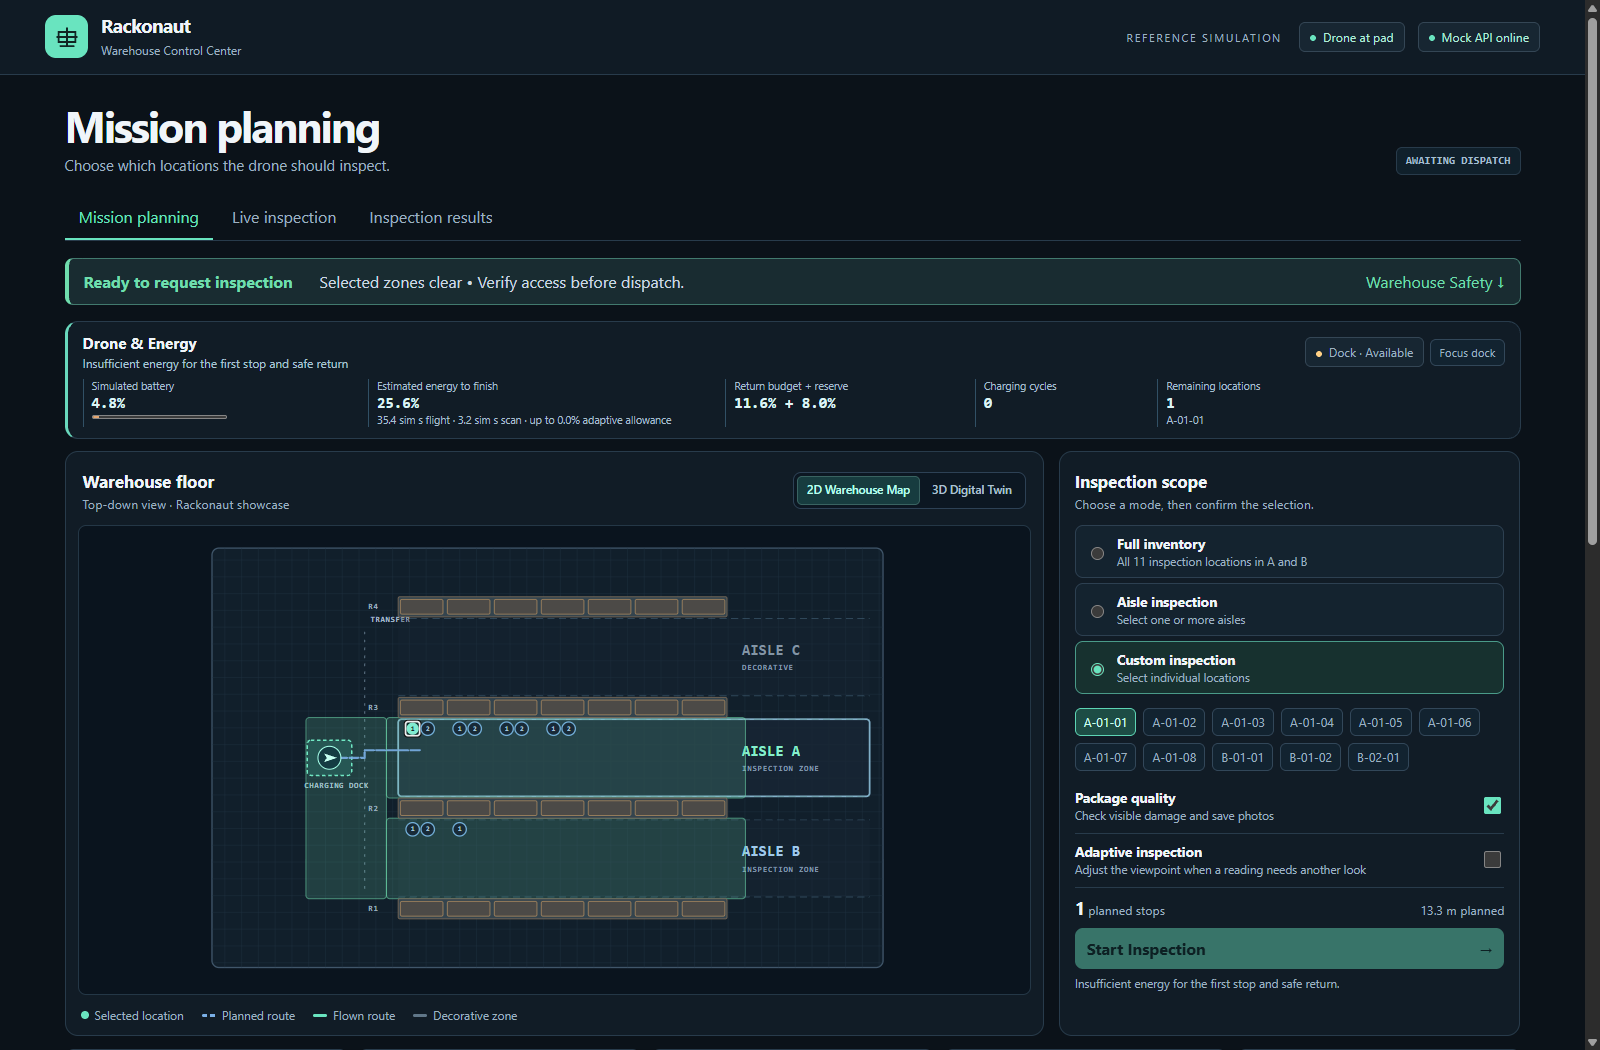 Rackonaut
Warehouse Control Center
REFERENCE SIMULATION
Drone at pad
Mock API online
Mission planning
Choose which locations the drone should inspect.
AWAITING DISPATCH
Mission planning
Live inspection
Inspection results
Ready to request inspection
Selected zones clear • Verify access before dispatch.
Warehouse Safety ↓
Drone & Energy
Insufficient energy for the first stop and safe return
Dock · Available
Focus dock
Simulated battery
4.8%
Estimated energy to finish
25.6%
35.4 sim s flight · 3.2 sim s scan · up to 0.0% adaptive allowance
Return budget + reserve
11.6% + 8.0%
Charging cycles
0
Remaining locations
1
A-01-01
Warehouse floor
Top-down view · Rackonaut showcase
2D Warehouse Map
3D Digital Twin
R4
TRANSFER
AISLE C
DECORATIVE
R3
1 2 1 2 1 2 1 2
AISLE A
INSPECTION ZONE
CHARGING DOCK
R2
1 2 1
AISLE B
INSPECTION ZONE
R1
Selected location
Planned route
Flown route
Decorative zone
Inspection scope
Choose a mode, then confirm the selection.
Full inventory
All 11 inspection locations in A and B
Aisle inspection
Select one or more aisles
Custom inspection
Select individual locations
A-01-01 A-01-02 A-01-03 A-01-04 A-01-05 A-01-06
A-01-07 A-01-08 B-01-01 B-01-02 B-02-01
Package quality
Check visible damage and save photos
Adaptive inspection
Adjust the viewpoint when a reading needs another look
1 planned stops
13.3 m planned
Start Inspection →
Insufficient energy for the first stop and safe return.